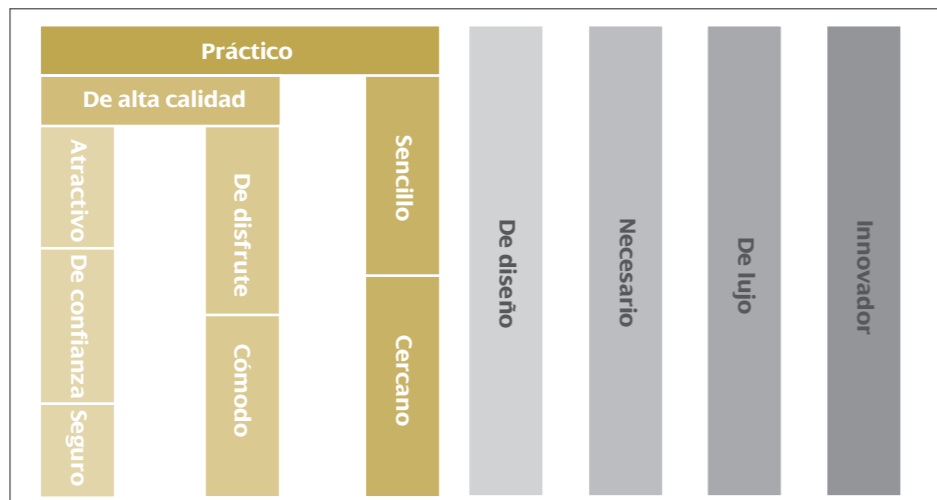 Práctico
De alta calidad
Atractivo
De confianza
Seguro
De disfrute
Cómodo
Sencillo
Cercano
De diseño
Necesario
De lujo
Innovador